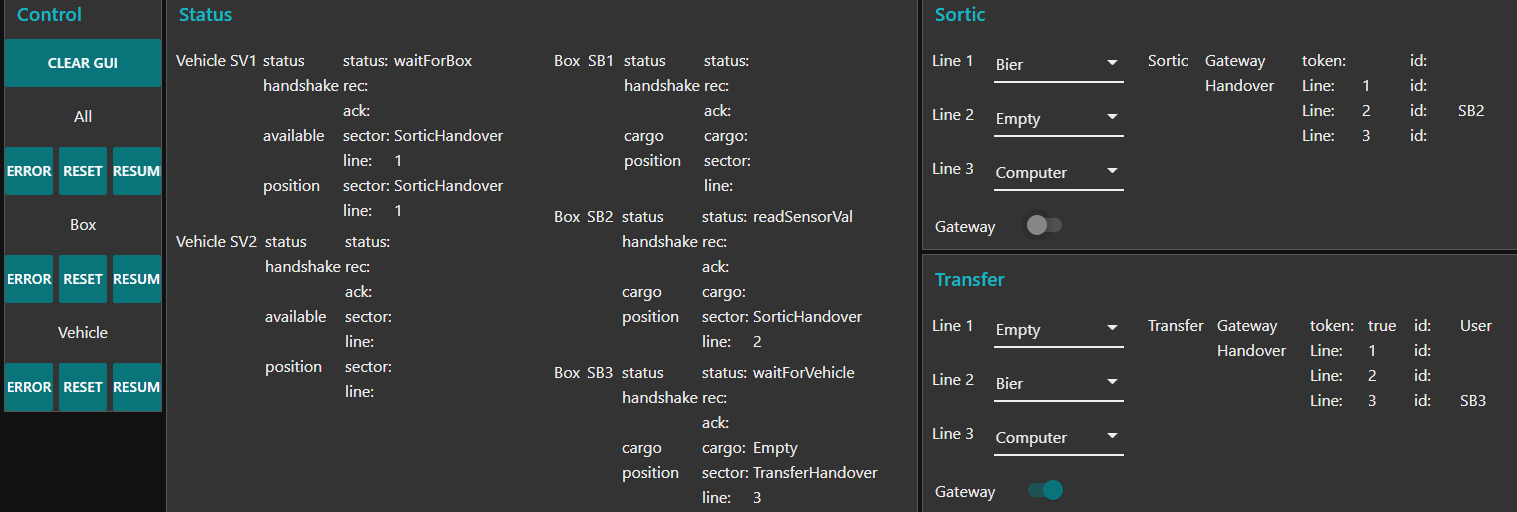 Control
CLEAR GUI
All
ERROR RESET RESUM
Box
ERROR RESET RESUM
Vehicle
ERROR RESET RESUM
Status
Vehicle SV1 status status: waitForBox
handshake rec:
ack:
available sector: SorticHandover
line: 1
position sector: SorticHandover
line: 1
Vehicle SV2 status status:
handshake rec:
ack:
available sector:
line:
position sector:
line:
Box SB1 status status:
handshake rec:
ack:
cargo cargo:
position sector:
line:
Box SB2 status status: readSensorVal
handshake rec:
ack:
cargo cargo:
position sector: SorticHandover
line: 2
Box SB3 status status: waitForVehicle
handshake rec:
ack:
cargo cargo: Empty
position sector: TransferHandover
line: 3
Sortic
Line 1 Bier
Line 2 Empty
Line 3 Computer
Gateway
Sortic Gateway token: id:
Handover Line: 1 id:
Line: 2 id: SB2
Line: 3 id:
Transfer
Line 1 Empty
Line 2 Bier
Line 3 Computer
Gateway
Transfer Gateway token: true id: User
Handover Line: 1 id:
Line: 2 id:
Line: 3 id: SB3